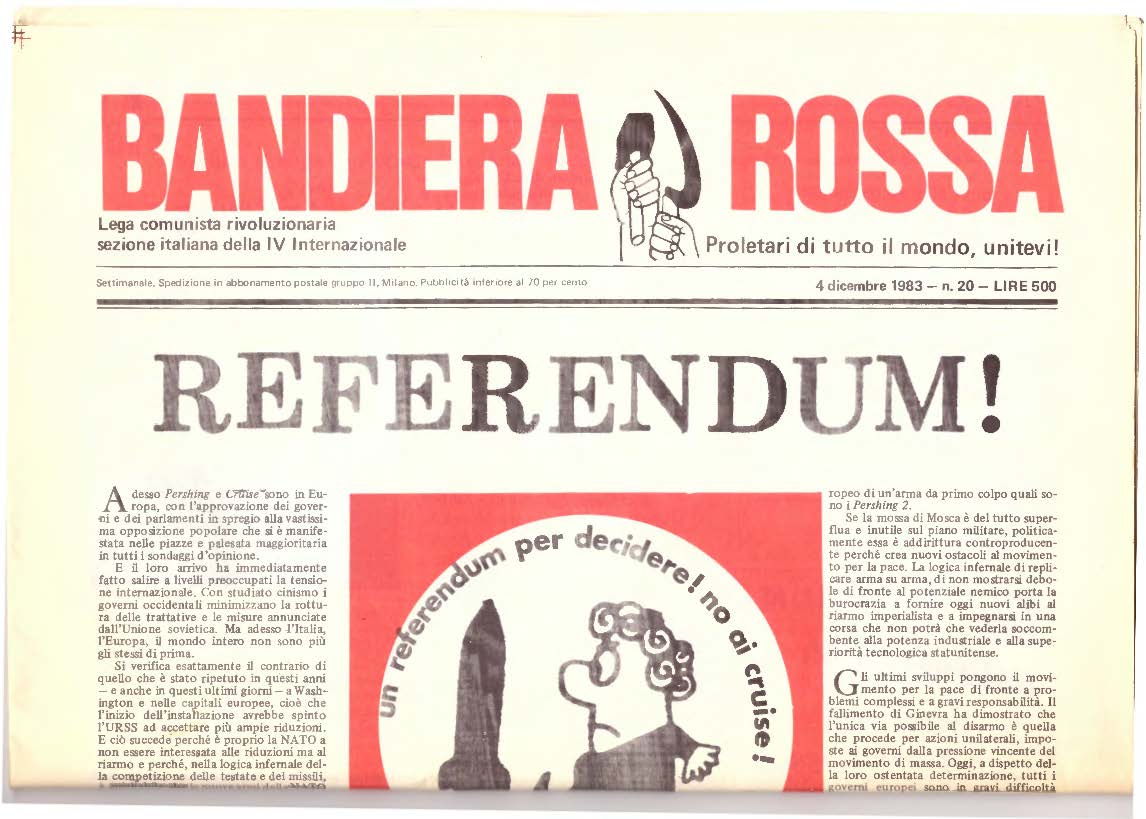 BANDIERA ROSSA
Lega comunista rivoluzionaria
sezione italiana della IV Internazionale
Proletari di tutto il mondo, unitevi!
Settimanale. Spedizione in abbonamento postale gruppo II, Milano. Pubblicità inferiore al 70 per cento
4 dicembre 1983 — n. 20 — LIRE 500
REFERENDUM!
Adesso Pershing e Cruise sono in Eu-
ropa, con l'approvazione dei gover-
ni e dei parlamenti in spregio alla vastissi-
ma opposizione popolare che si è manife-
stata nelle piazze e palesata maggioritaria
in tutti i sondaggi d'opinione.
E il loro arrivo ha immediatamente
fatto salire a livelli preoccupati la tensio-
ne internazionale. Con studiato cinismo i
governi occidentali minimizzano la rottu-
ra delle trattative e le misure annunciate
dall'Unione sovietica. Ma adesso l'Italia,
l'Europa, il mondo intero non sono più
gli stessi di prima.
Si verifica esattamente il contrario di
quello che è stato ripetuto in questi anni
— e anche in questi ultimi giorni — a Wash-
ington e nelle capitali europee, cioè che
l'inizio dell'installazione avrebbe spinto
l'URSS ad accettare più ampie riduzioni.
E ciò succede perché è proprio la NATO a
non essere interessata alle riduzioni ma al
riarmo e perché, nella logica infernale del-
la competizione delle testate e dei missili,
un referendum per decidere! no ai cruise!
ropeo di un'arma da primo colpo quali so-
no i Pershing 2.
Se la mossa di Mosca è del tutto super-
flua e inutile sul piano militare, politica-
mente essa è addirittura controproducen-
te perché crea nuovi ostacoli al movimen-
to per la pace. La logica infernale di repli-
care arma su arma, di non mostrarsi debo-
le di fronte al potenziale nemico porta la
burocrazia a fornire oggi nuovi alibi al
riarmo imperialista e a impegnarsi in una
corsa che non potrà che vederla soccom-
bente alla potenza industriale e alla supe-
riorità tecnologica statunitense.
Gli ultimi sviluppi pongono il movi-
mento per la pace di fronte a pro-
blemi complessi e a gravi responsabilità. Il
fallimento di Ginevra ha dimostrato che
l'unica via possibile al disarmo è quella
che procede per azioni unilaterali, impo-
ste ai governi dalla pressione vincente del
movimento di massa. Oggi, a dispetto del-
la loro ostentata determinazione, tutti i
governi europei sono in gravi difficoltà